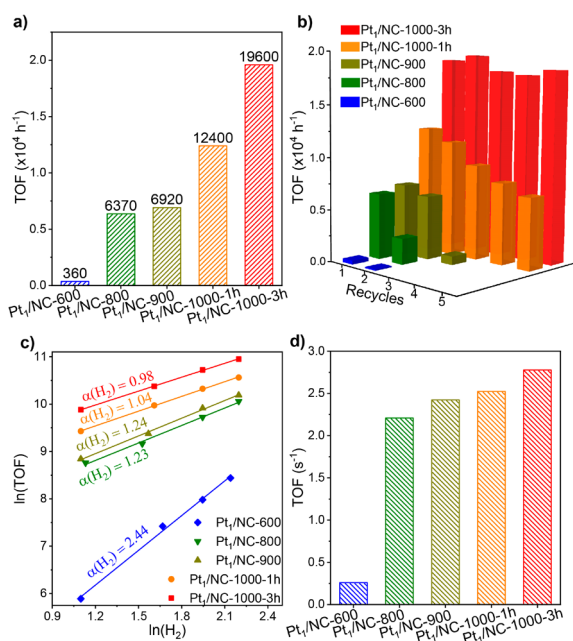 a)
TOF (x10⁴ h⁻¹)
2.0
1.5
1.0
0.5
0.0
360
6370
6920
12400
19600
Pt₁/NC-600
Pt₁/NC-800
Pt₁/NC-900
Pt₁/NC-1000-1h
Pt₁/NC-1000-3h
b)
Pt₁/NC-1000-3h
Pt₁/NC-1000-1h
Pt₁/NC-900
Pt₁/NC-800
Pt₁/NC-600
TOF (x10⁴ h⁻¹)
2.0
1.5
1.0
0.5
0.0
1
2
3
4
5
Recycles
c)
ln(TOF)
11
10
9
8
7
6
α(H₂) = 0.98
α(H₂) = 1.04
α(H₂) = 1.24
α(H₂) = 1.23
α(H₂) = 2.44
Pt₁/NC-600
Pt₁/NC-800
Pt₁/NC-900
Pt₁/NC-1000-1h
Pt₁/NC-1000-3h
0.9 1.2 1.5 1.8 2.1 2.4
ln(H₂)
d)
TOF (s⁻¹)
3.0
2.5
2.0
1.5
1.0
0.5
0.0
Pt₁/NC-600
Pt₁/NC-800
Pt₁/NC-900
Pt₁/NC-1000-1h
Pt₁/NC-1000-3h